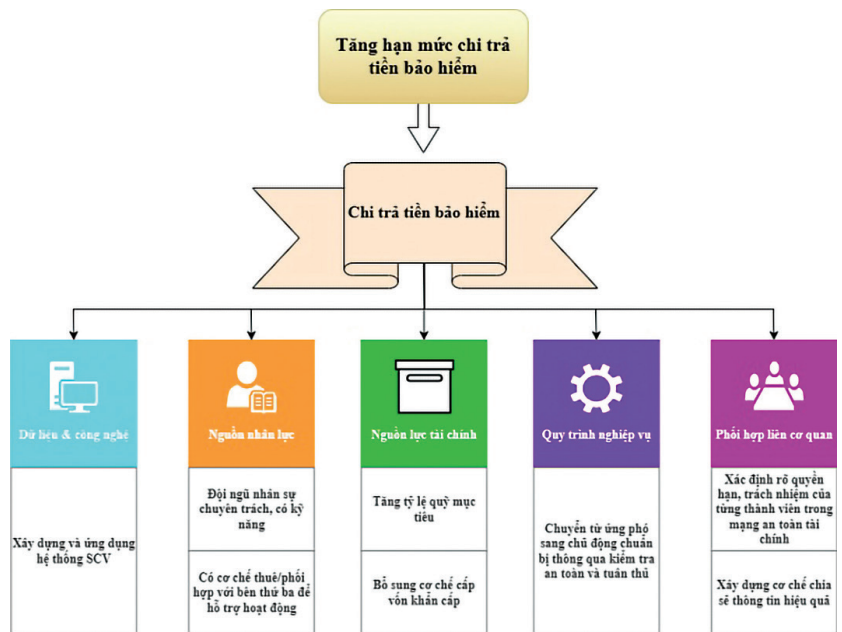 Tăng hạn mức chi trả
tiền bảo hiểm
Chi trả tiền bảo hiểm
Dữ liệu & công nghệ
Nguồn nhân lực
Nguồn lực tài chính
Quy trình nghiệp vụ
Phối hợp liên cơ quan
Xây dựng và ứng dụng
hệ thống SCV
Đội ngũ nhân sự
chuyên trách, có kỹ
năng
Có cơ chế thuê/phối
hợp với bên thứ ba để
hỗ trợ hoạt động
Tăng tỷ lệ quỹ mục
tiêu
Bổ sung cơ chế cấp
vốn khẩn cấp
Chuyển từ ứng phó
sang chủ động chuẩn
bị thông qua kiểm tra
an toàn và tuân thủ
Xác định rõ quyền
hạn, trách nhiệm của
từng thành viên trong
mạng an toàn tài
chính
Xây dựng cơ chế chia
sẻ thông tin hiệu quả